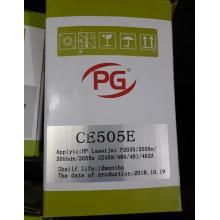 PG
CE505E
Applyto:HP LaserJet P2035/2035n/
2055dn/2055x CE459/460/461/462A
Shelif life:12months
The date of production:2018.10.19